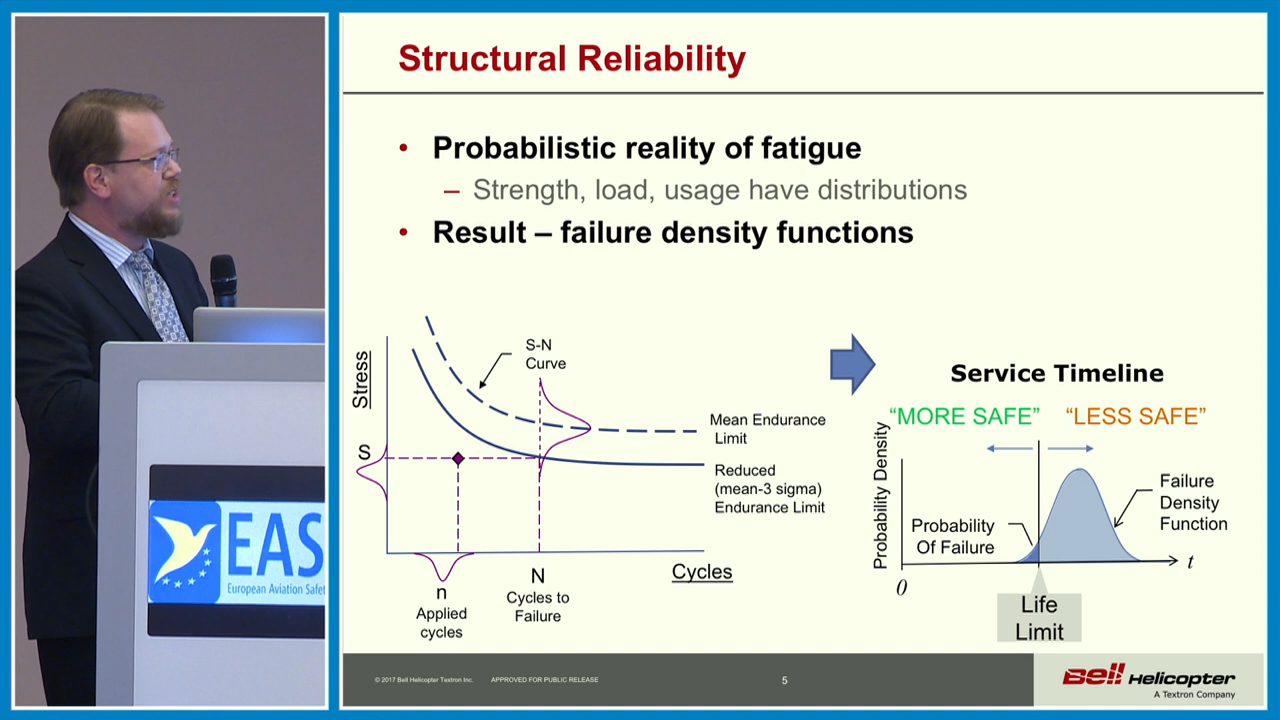 Structural Reliability
• Probabilistic reality of fatigue
– Strength, load, usage have distributions
• Result – failure density functions
Stress
S-N
Curve
S
Mean Endurance
Limit
Reduced
(mean-3 sigma)
Endurance Limit
n
Applied
cycles
N
Cycles to
Failure
Cycles
Service Timeline
“MORE SAFE” “LESS SAFE”
Probability Density
Probability
Of Failure
Failure
Density
Function
t
0
Life
Limit
EAS
European Aviation Safet
© 2017 Bell Helicopter Textron Inc. APPROVED FOR PUBLIC RELEASE
5
Bell Helicopter
A Textron Company